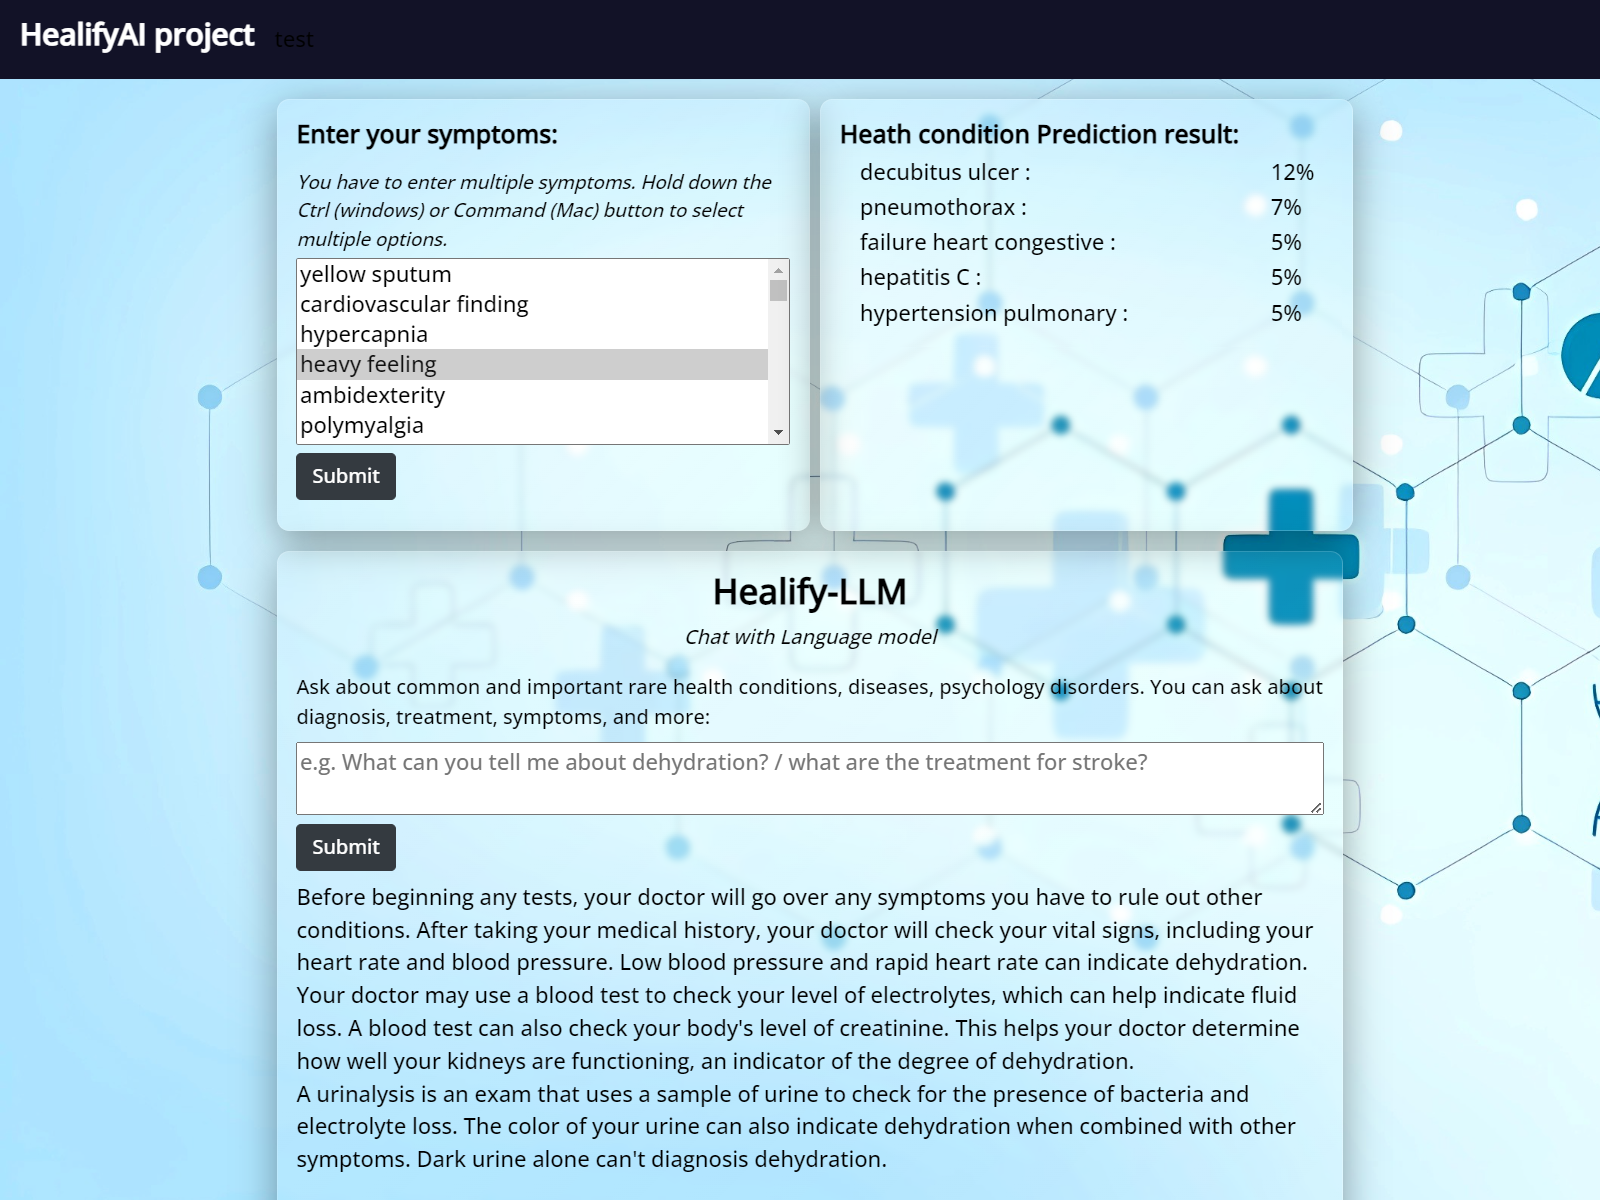 HealifyAI project test
Enter your symptoms:
You have to enter multiple symptoms. Hold down the
Ctrl (windows) or Command (Mac) button to select
multiple options.
yellow sputum
cardiovascular finding
hypercapnia
heavy feeling
ambidexterity
polymyalgia
Submit
Heath condition Prediction result:
decubitus ulcer : 12%
pneumothorax : 7%
failure heart congestive : 5%
hepatitis C : 5%
hypertension pulmonary : 5%
Healify-LLM
Chat with Language model
Ask about common and important rare health conditions, diseases, psychology disorders. You can ask about
diagnosis, treatment, symptoms, and more:
e.g. What can you tell me about dehydration? / what are the treatment for stroke?
Submit
Before beginning any tests, your doctor will go over any symptoms you have to rule out other
conditions. After taking your medical history, your doctor will check your vital signs, including your
heart rate and blood pressure. Low blood pressure and rapid heart rate can indicate dehydration.
Your doctor may use a blood test to check your level of electrolytes, which can help indicate fluid
loss. A blood test can also check your body's level of creatinine. This helps your doctor determine
how well your kidneys are functioning, an indicator of the degree of dehydration.
A urinalysis is an exam that uses a sample of urine to check for the presence of bacteria and
electrolyte loss. The color of your urine can also indicate dehydration when combined with other
symptoms. Dark urine alone can't diagnosis dehydration.